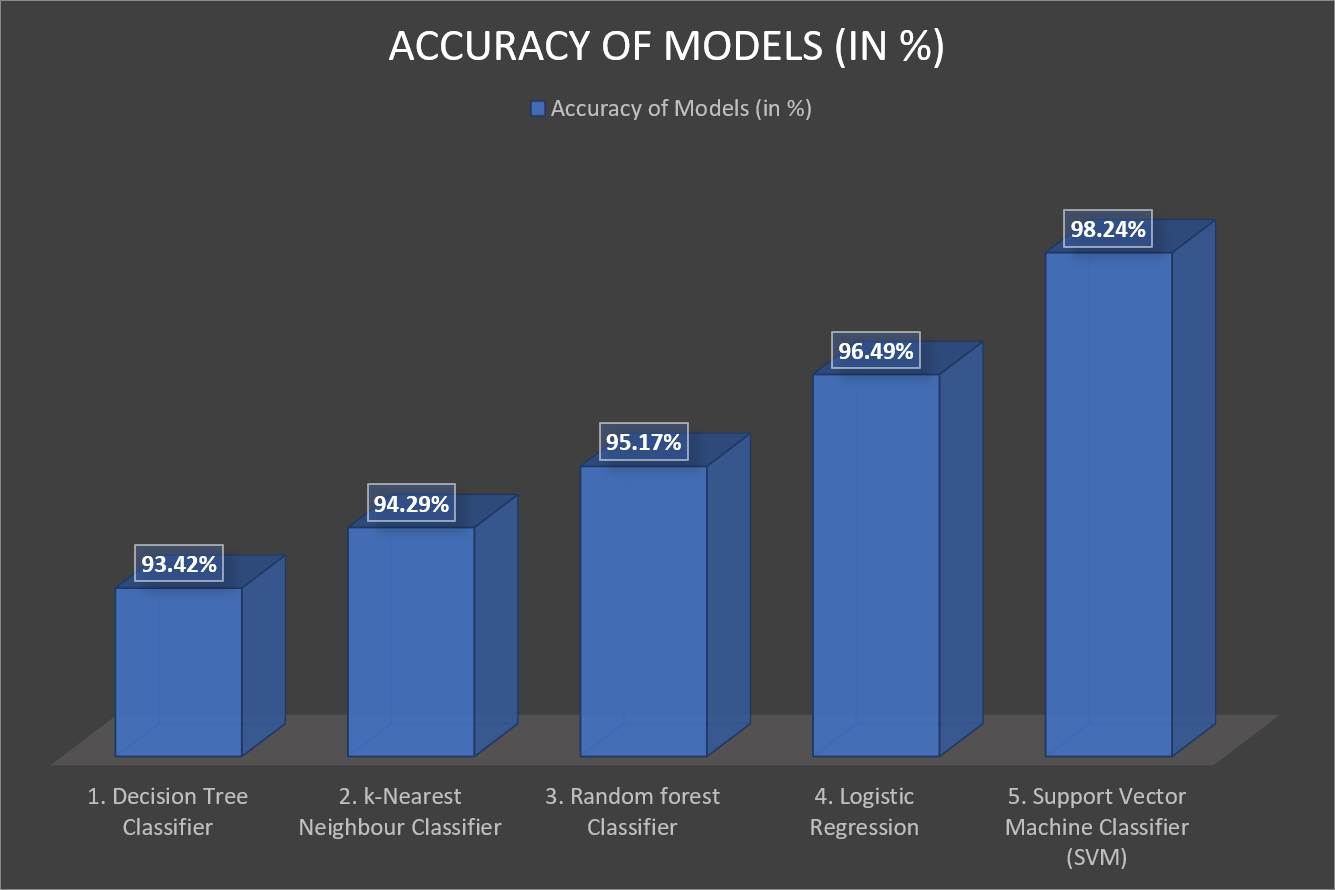 ACCURACY OF MODELS (IN %)
Accuracy of Models (in %)
93.42%
94.29%
95.17%
96.49%
98.24%
1. Decision Tree
Classifier
2. k-Nearest
Neighbour Classifier
3. Random forest
Classifier
4. Logistic
Regression
5. Support Vector
Machine Classifier
(SVM)